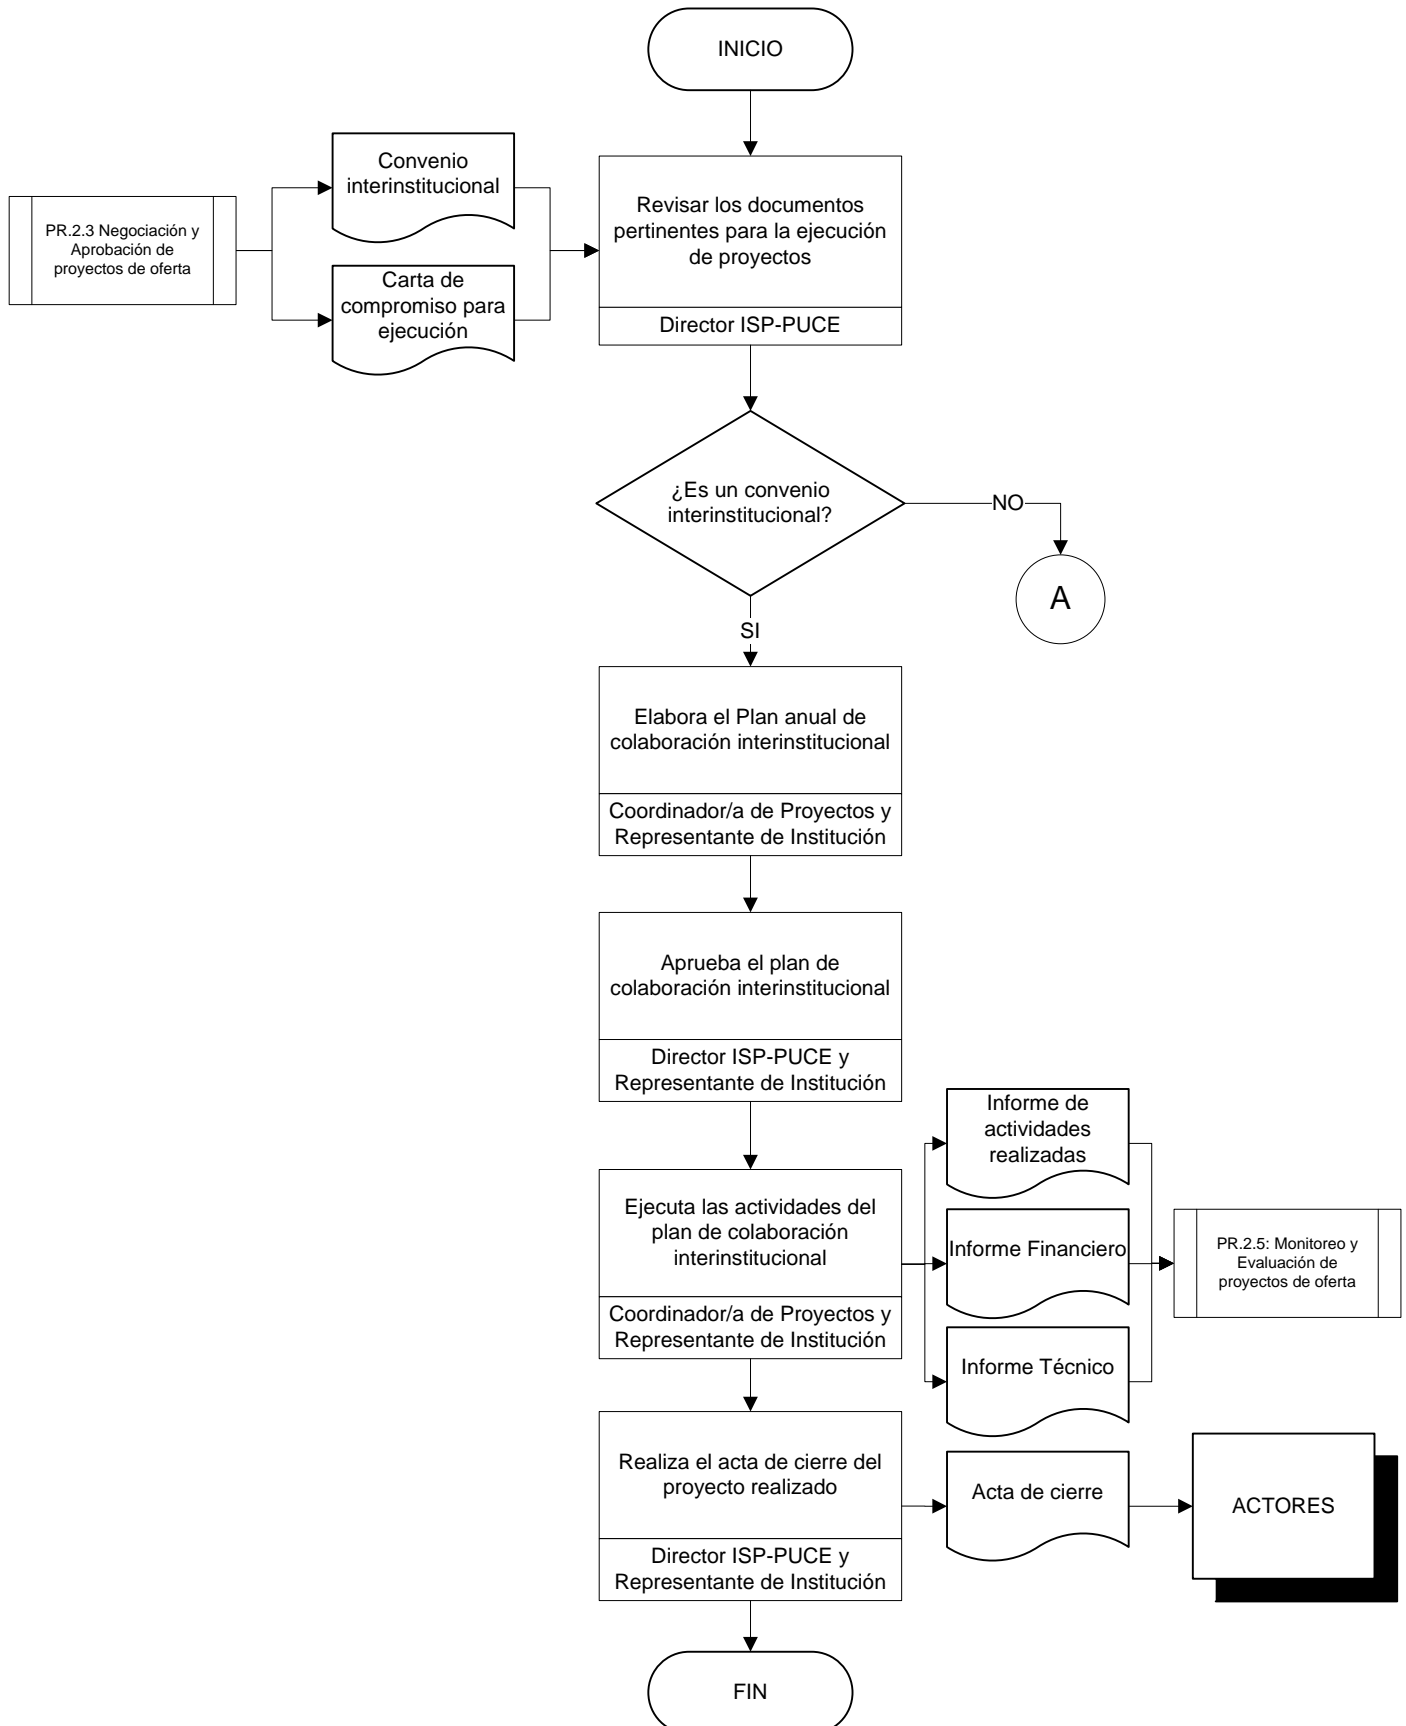 INICIO
Convenio
interinstitucional
PR.2.3 Negociación y
Aprobación de
proyectos de oferta
Carta de
compromiso para
ejecución
Revisar los documentos
pertinentes para la ejecución
de proyectos
Director ISP-PUCE
¿Es un convenio
interinstitucional?
NO
A
SI
Elabora el Plan anual de
colaboración interinstitucional
Coordinador/a de Proyectos y
Representante de Institución
Aprueba el plan de
colaboración interinstitucional
Director ISP-PUCE y
Representante de Institución
Ejecuta las actividades del
plan de colaboración
interinstitucional
Coordinador/a de Proyectos y
Representante de Institución
Informe de
actividades
realizadas
Informe Financiero
Informe Técnico
PR.2.5: Monitoreo y
Evaluación de
proyectos de oferta
Realiza el acta de cierre del
proyecto realizado
Director ISP-PUCE y
Representante de Institución
Acta de cierre
ACTORES
FIN